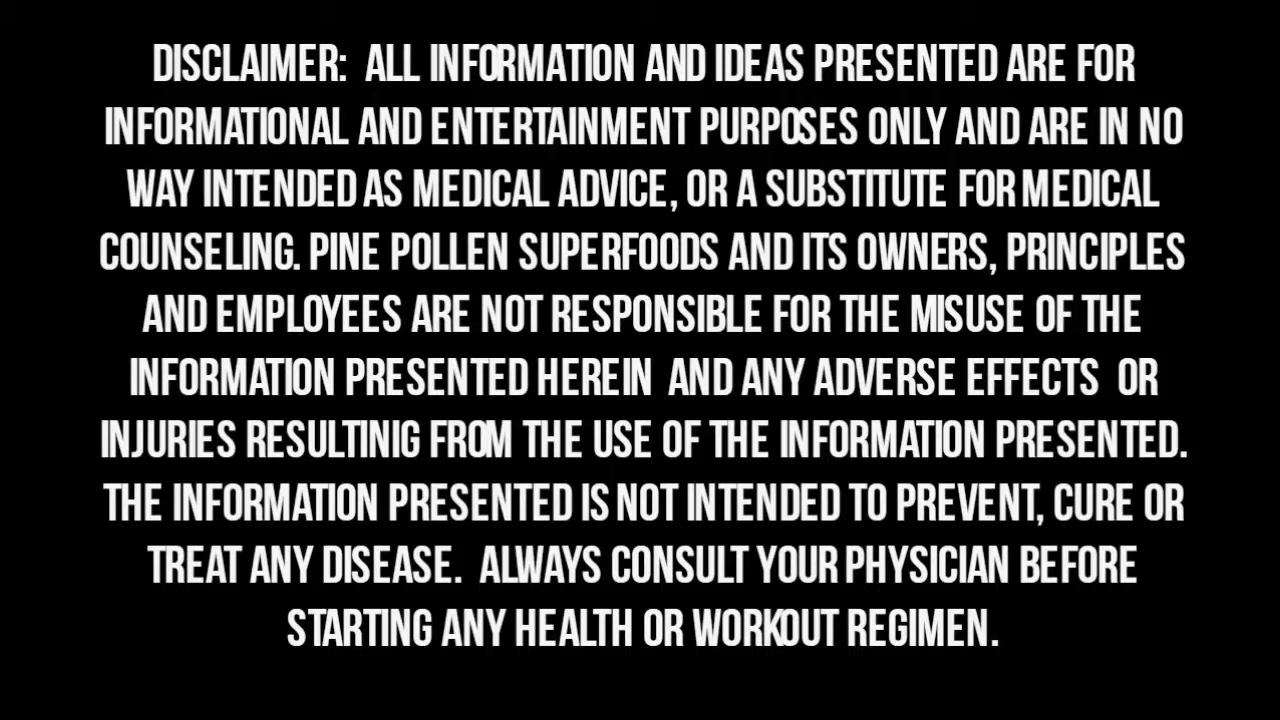 DISCLAIMER: ALL INFORMATION AND IDEAS PRESENTED ARE FOR
INFORMATIONAL AND ENTERTAINMENT PURPOSES ONLY AND ARE IN NO
WAY INTENDED AS MEDICAL ADVICE, OR A SUBSTITUTE FOR MEDICAL
COUNSELING. PINE POLLEN SUPERFOODS AND ITS OWNERS, PRINCIPLES
AND EMPLOYEES ARE NOT RESPONSIBLE FOR THE MISUSE OF THE
INFORMATION PRESENTED HEREIN AND ANY ADVERSE EFFECTS OR
INJURIES RESULTINIG FROM THE USE OF THE INFORMATION PRESENTED.
THE INFORMATION PRESENTED IS NOT INTENDED TO PREVENT, CURE OR
TREAT ANY DISEASE. ALWAYS CONSULT YOUR PHYSICIAN BEFORE
STARTING ANY HEALTH OR WORKOUT REGIMEN.